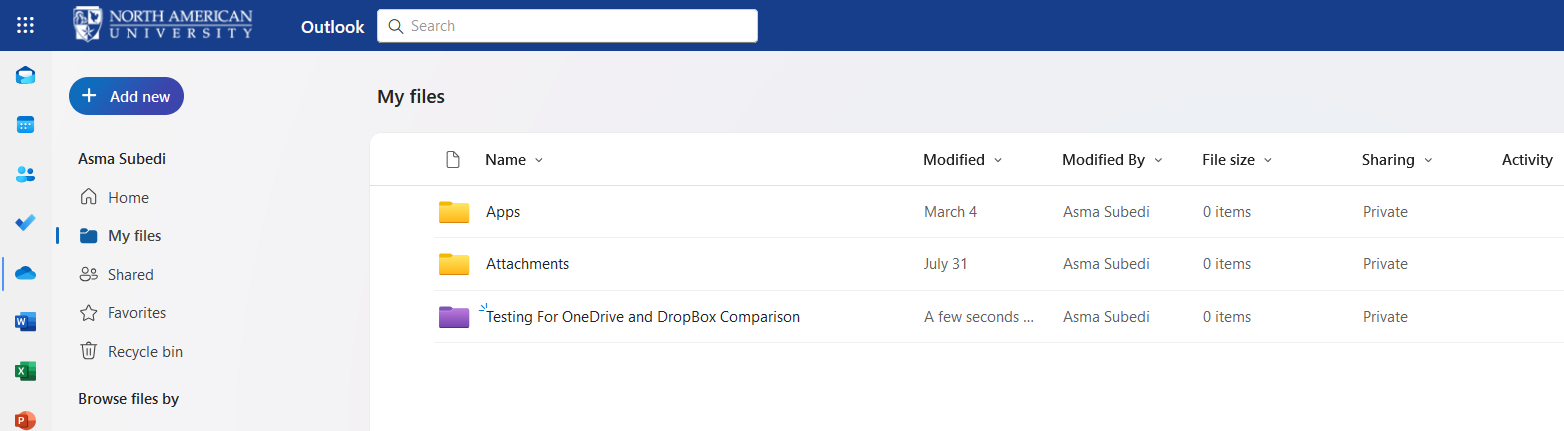 NORTH AMERICAN
UNIVERSITY
Outlook
Search
Add new
My files
Asma Subedi
Home
My files
Shared
Favorites
Recycle bin
Browse files by
Name Modified Modified By File size Sharing Activity
Apps March 4 Asma Subedi 0 items Private
Attachments July 31 Asma Subedi 0 items Private
Testing For OneDrive and DropBox Comparison A few seconds ... Asma Subedi 0 items Private
W
X
P